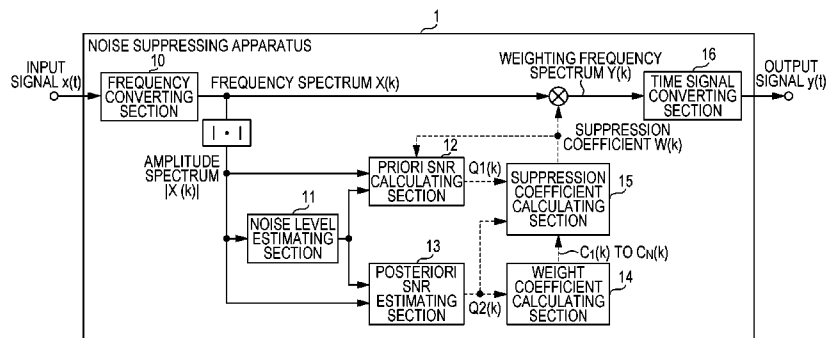 1
NOISE SUPPRESSING APPARATUS
INPUT
SIGNAL x(t)
10
FREQUENCY
CONVERTING
SECTION
FREQUENCY SPECTRUM X(k)
WEIGHTING FREQUENCY
SPECTRUM Y(k)
16
TIME SIGNAL
CONVERTING
SECTION
OUTPUT
SIGNAL y(t)
| • |
AMPLITUDE
SPECTRUM
|X (k)|
SUPPRESSION
COEFFICIENT W(k)
12
PRIORI SNR
CALCULATING
SECTION
Q1(k)
SUPPRESSION
COEFFICIENT
CALCULATING
SECTION
15
11
NOISE LEVEL
ESTIMATING
SECTION
13
POSTERIORI
SNR
ESTIMATING
SECTION
Q2(k)
C1(k) TO CN(k)
WEIGHT
COEFFICIENT
CALCULATING
SECTION
14